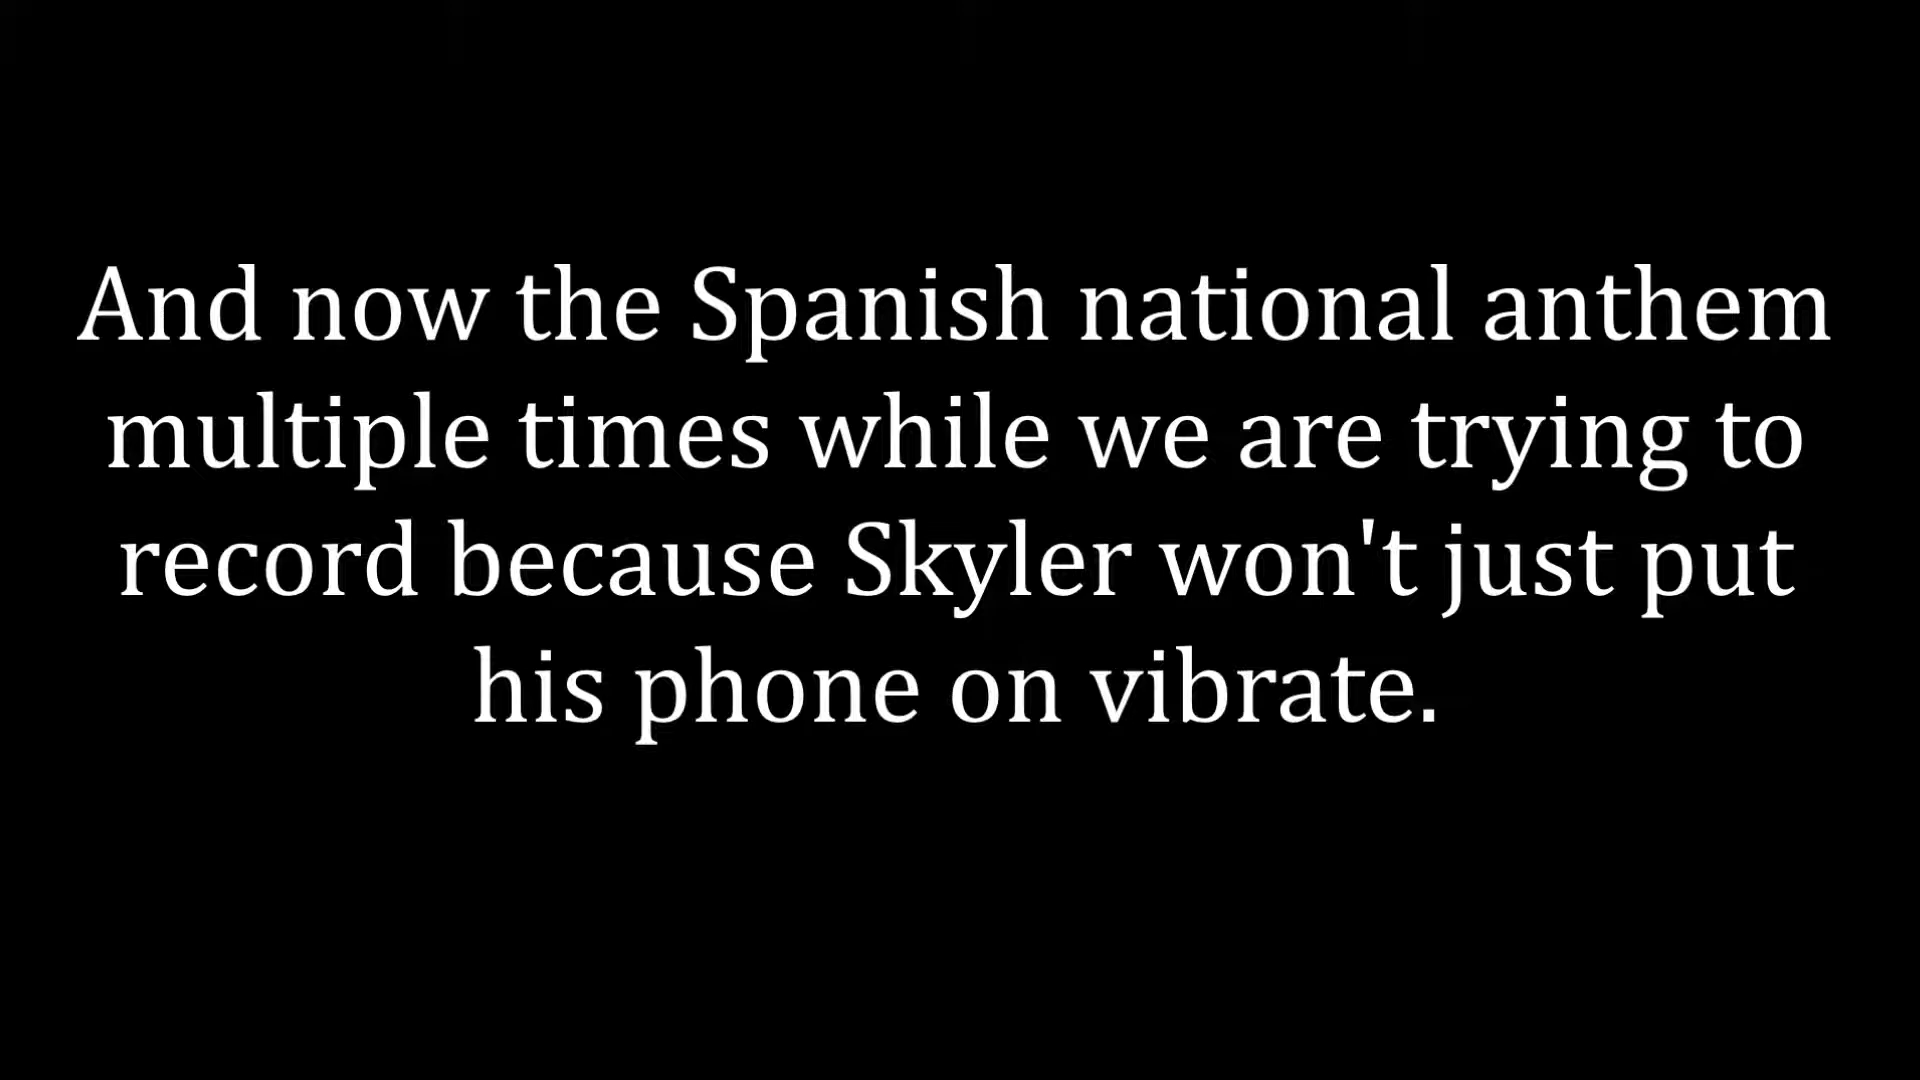 And now the Spanish national anthem
multiple times while we are trying to
record because Skyler won't just put
his phone on vibrate.